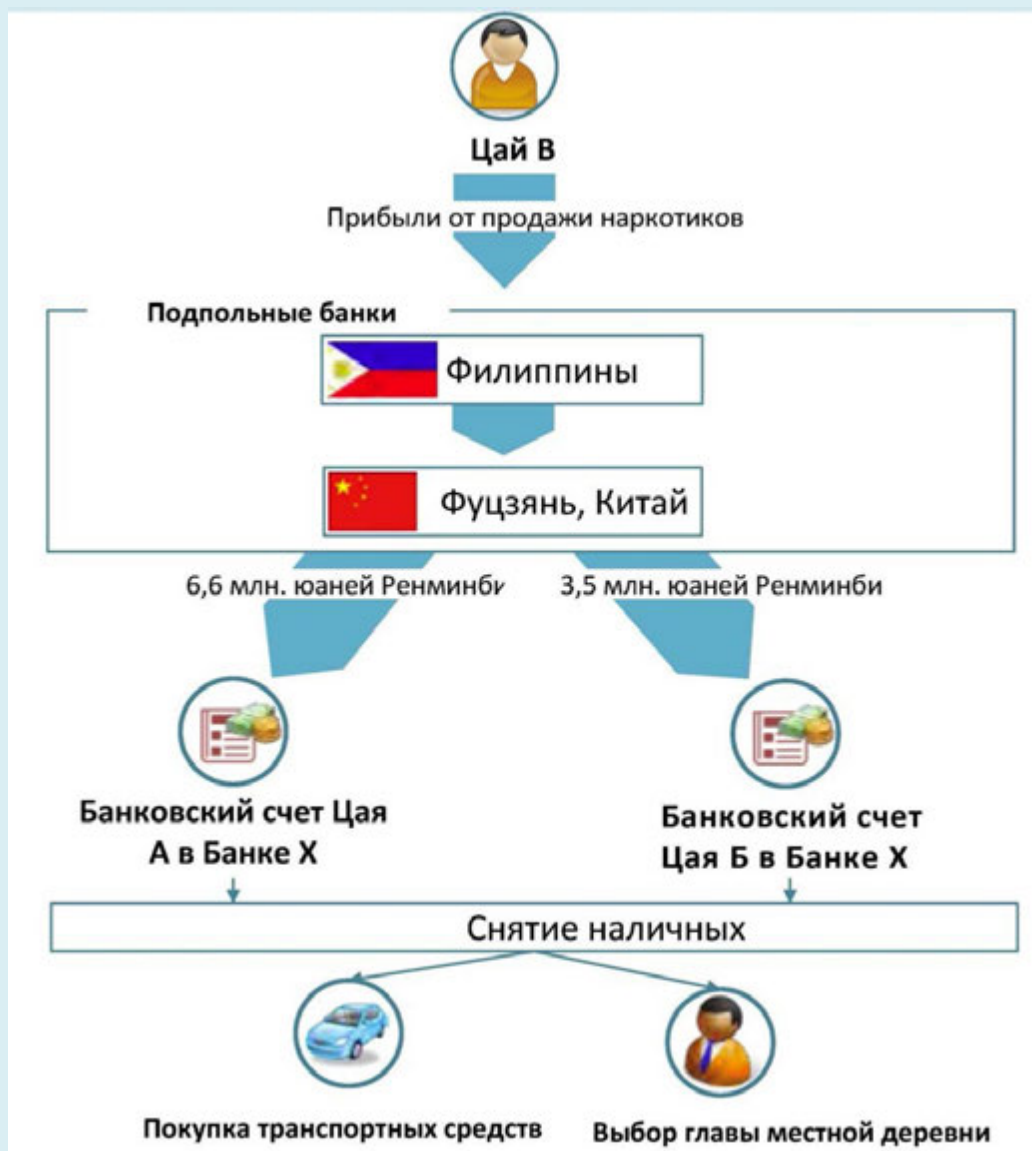 Цай В
Прибыли от продажи наркотиков
Подпольные банки
Филиппины
Фуцзянь, Китай
6,6 млн. юаней Ренминби
3,5 млн. юаней Ренминби
Банковский счет Цая
А в Банке Х
Банковский счет
Цая Б в Банке Х
Снятие наличных
Покупка транспортных средств
Выбор главы местной деревни